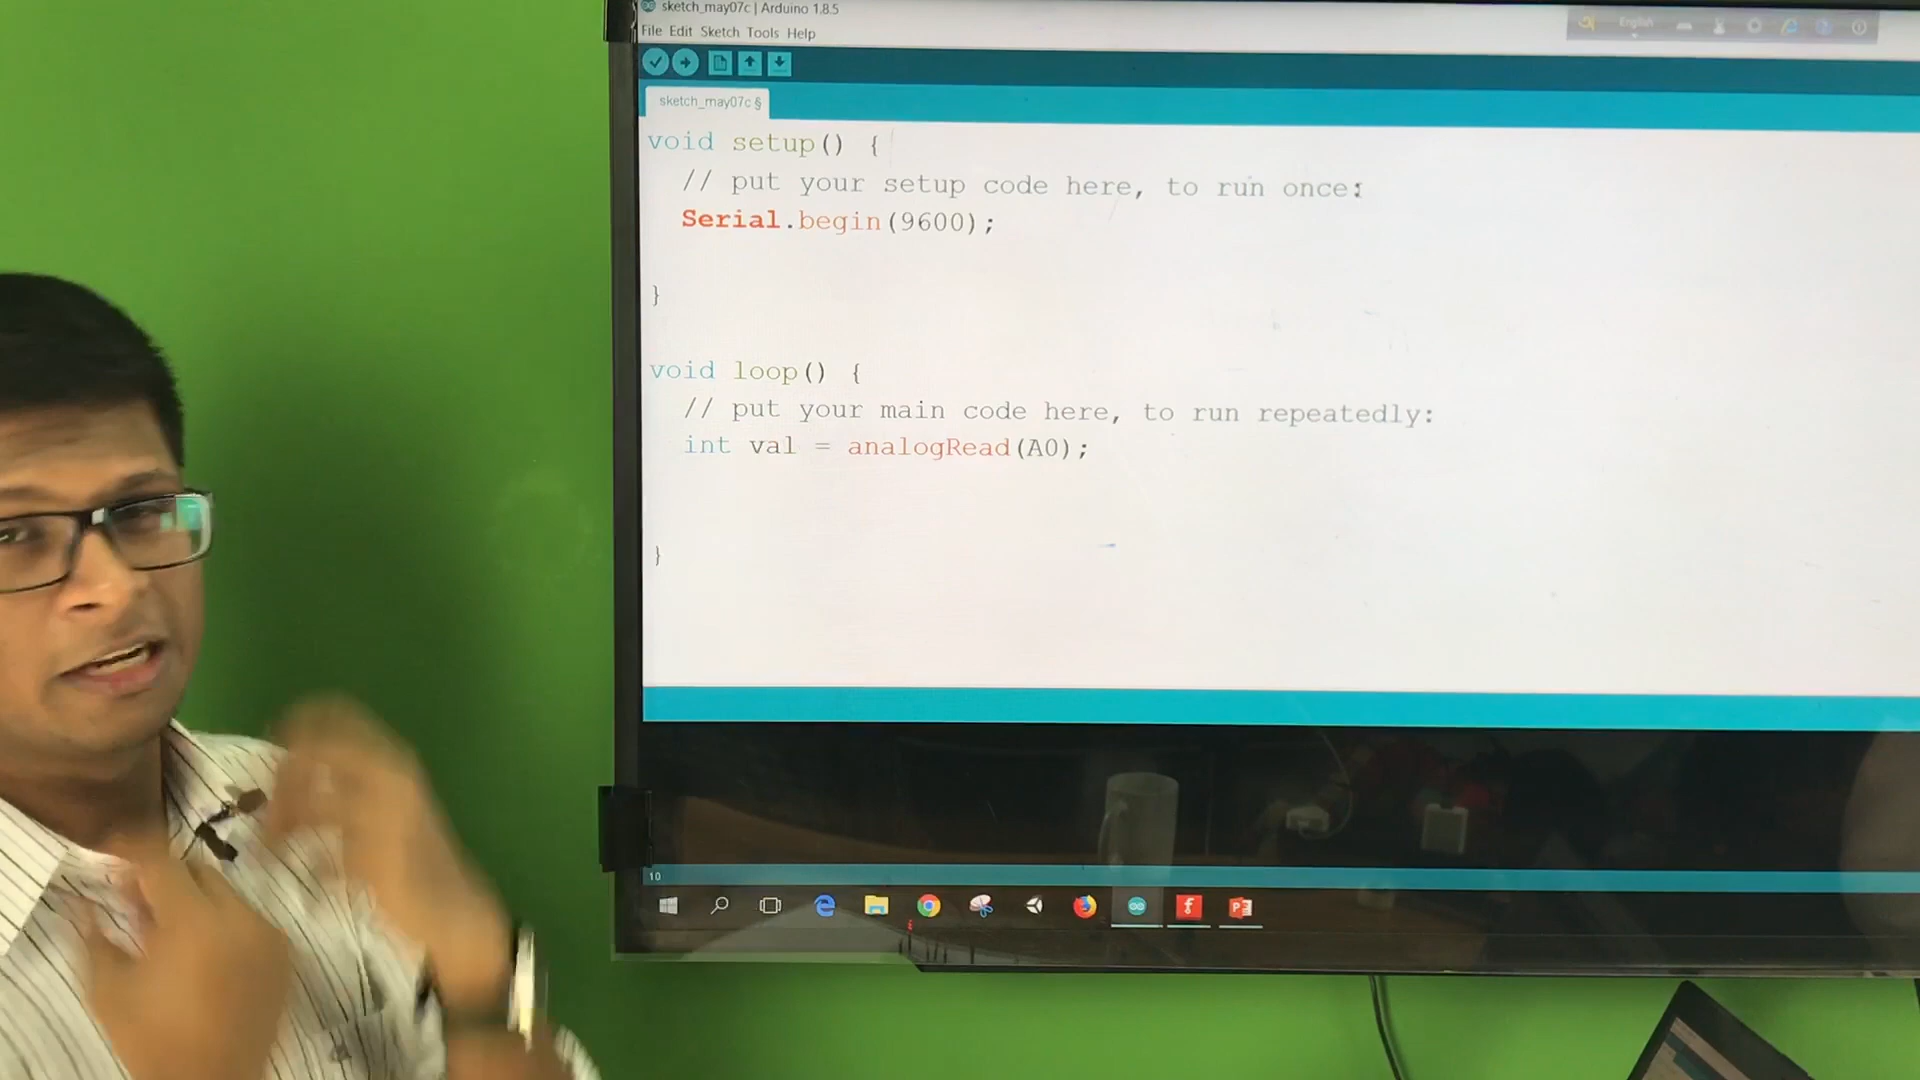 sketch_may07c | Arduino 1.8.5
File Edit Sketch Tools Help
English
sketch_may07c §
void setup() {
// put your setup code here, to run once:
Serial.begin(9600);
}
void loop() {
// put your main code here, to run repeatedly:
int val = analogRead(A0);
}
10